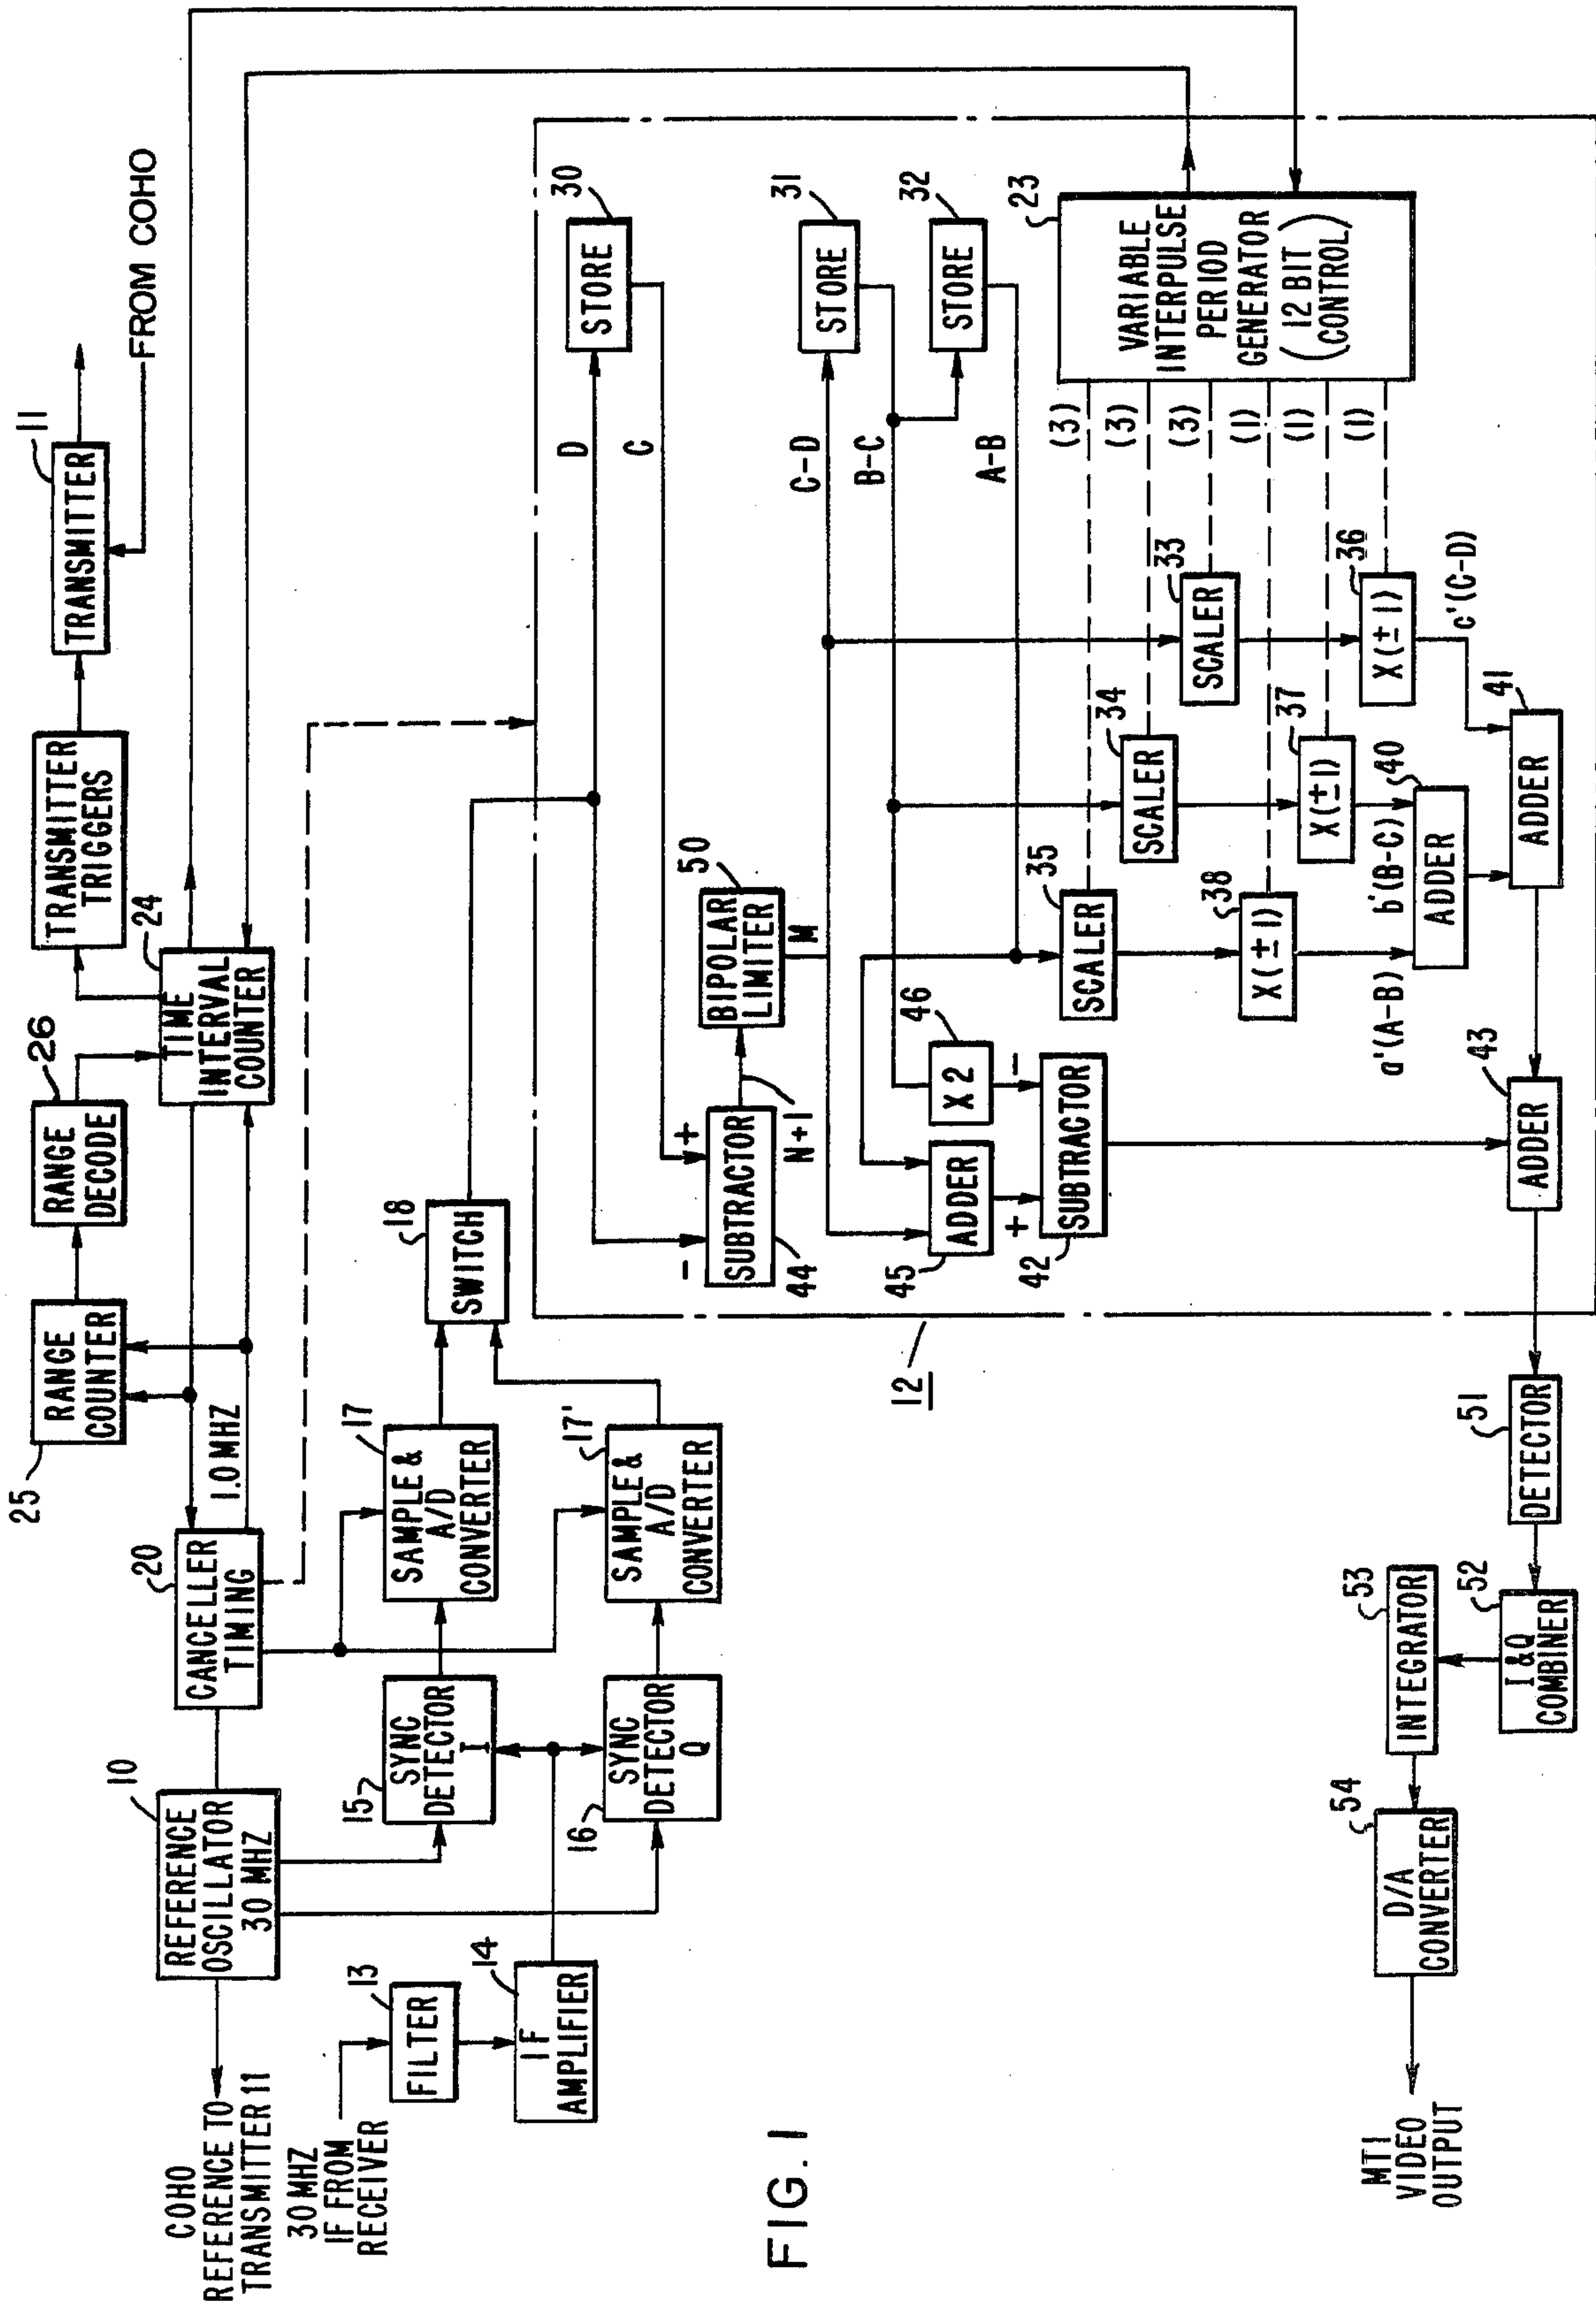 COHO
REFERENCE TO
TRANSMITTER 11
10
REFERENCE
OSCILLATOR
30 MHZ
20
CANCELLER
TIMING
1.0 MHZ
25
RANGE
COUNTER
26
RANGE
DECODE
24
TIME
INTERVAL
COUNTER
TRANSMITTER
TRIGGERS
11
TRANSMITTER
FROM COHO
30 MHZ
IF FROM
RECEIVER
13
FILTER
14
IF
AMPLIFIER
15
SYNC
DETECTOR
I
16
SYNC
DETECTOR
Q
17
SAMPLE &
A/D
CONVERTER
17'
SAMPLE &
A/D
CONVERTER
18
SWITCH
12
D
30
STORE
C
-
+
SUBTRACTOR
44
N+1
50
BIPOLAR
LIMITER
M
C-D
31
STORE
B-C
32
STORE
A-B
23
VARIABLE
INTERPULSE
PERIOD
GENERATOR
(12 BIT
CONTROL)
(3)
(3)
(3)
(1)
(1)
(1)
45
ADDER
46
X 2
+
-
42
SUBTRACTOR
35
SCALER
34
SCALER
33
SCALER
38
X(±1)
37
X(±1)
36
X(±1)
a'(A-B)
b'(B-C)
c'(C-D)
40
ADDER
41
ADDER
43
ADDER
51
DETECTOR
52
I & Q
COMBINER
53
INTEGRATOR
54
D/A
CONVERTER
MTI
VIDEO
OUTPUT
FIG. 1